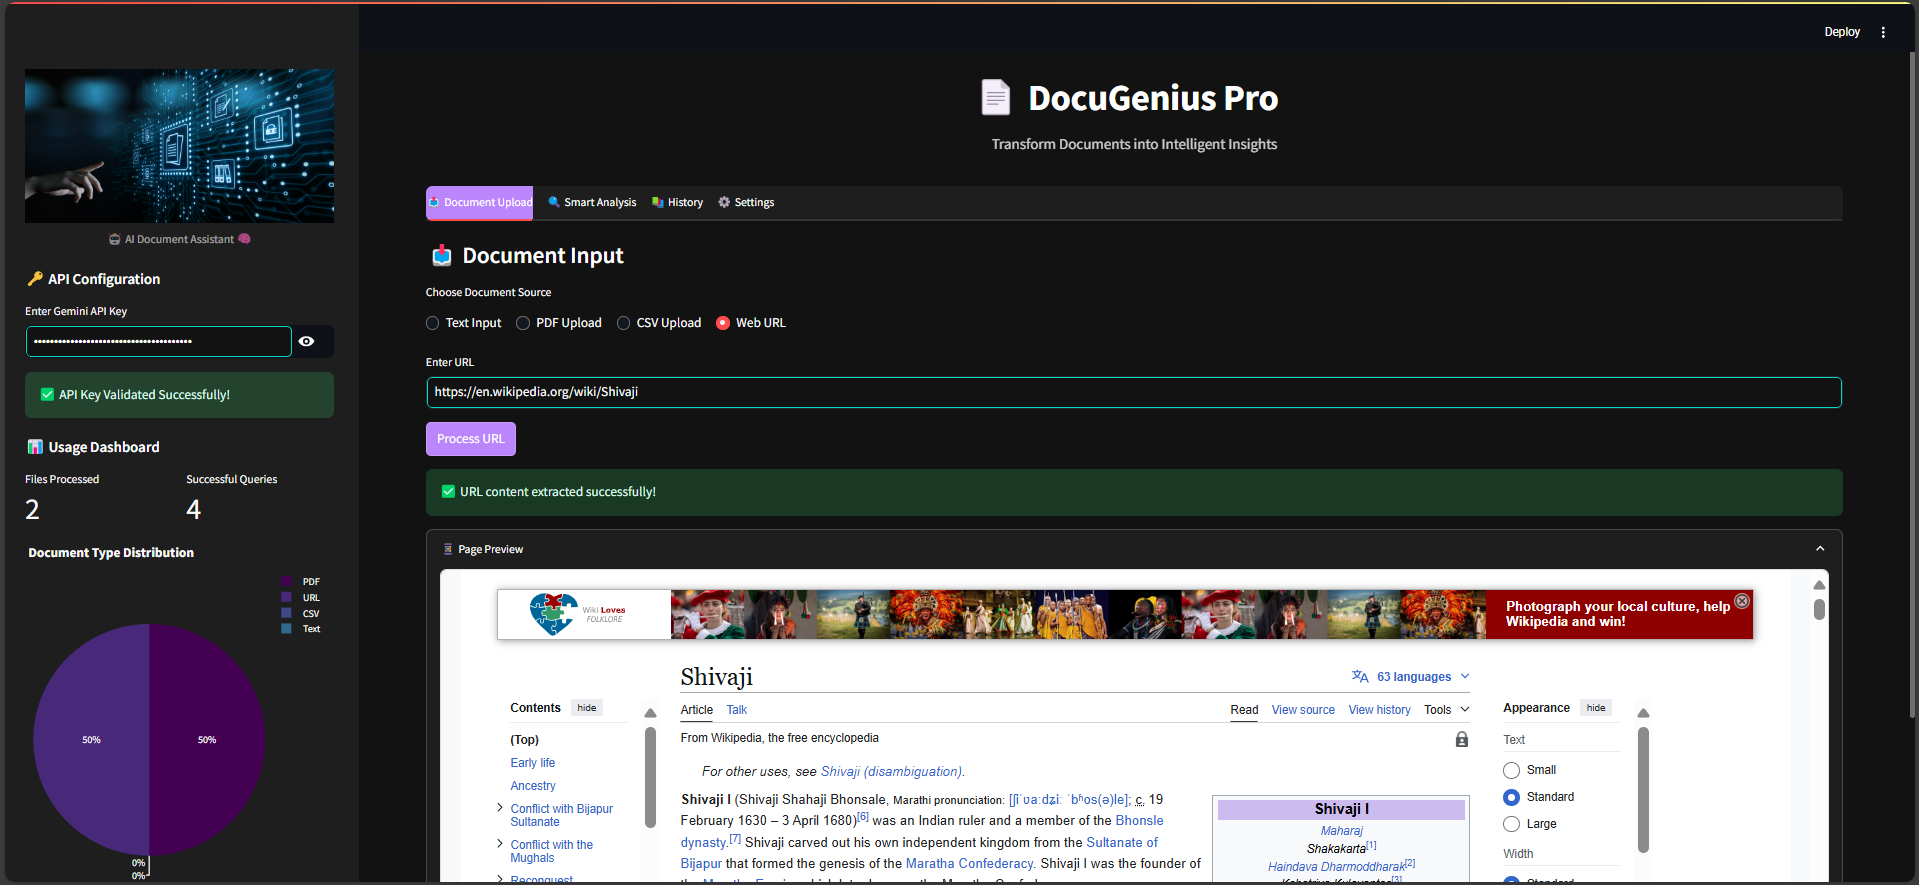 Deploy
AI Document Assistant
API Configuration
Enter Gemini API Key
API Key Validated Successfully!
Usage Dashboard
Files Processed
Successful Queries
2
4
Document Type Distribution
PDF
URL
CSV
Text
50%
50%
0%
0%
DocuGenius Pro
Transform Documents into Intelligent Insights
Document Upload
Smart Analysis
History
Settings
Document Input
Choose Document Source
Text Input
PDF Upload
CSV Upload
Web URL
Enter URL
https://en.wikipedia.org/wiki/Shivaji
Process URL
URL content extracted successfully!
Page Preview
Wiki Loves
FOLKLORE
Photograph your local culture, help
Wikipedia and win!
Shivaji
63 languages
Contents
hide
(Top)
Early life
Ancestry
Conflict with Bijapur
Sultanate
Conflict with the
Mughals
Reconquest
Article
Talk
Read
View source
View history
Tools
From Wikipedia, the free encyclopedia
For other uses, see Shivaji (disambiguation).
Shivaji I (Shivaji Shahaji Bhonsale, Marathi pronunciation: [ʃiˈʋaːdʑiː ˈbʱos(ə)le]; c. 19
February 1630 – 3 April 1680)[6] was an Indian ruler and a member of the Bhonsle
dynasty.[7] Shivaji carved out his own independent kingdom from the Sultanate of
Bijapur that formed the genesis of the Maratha Confederacy. Shivaji I was the founder of
Shivaji I
Maharaj
Shakakarta[1]
Haindava Dharmoddharak[2]
Appearance
hide
Text
Small
Standard
Large
Width
Standard